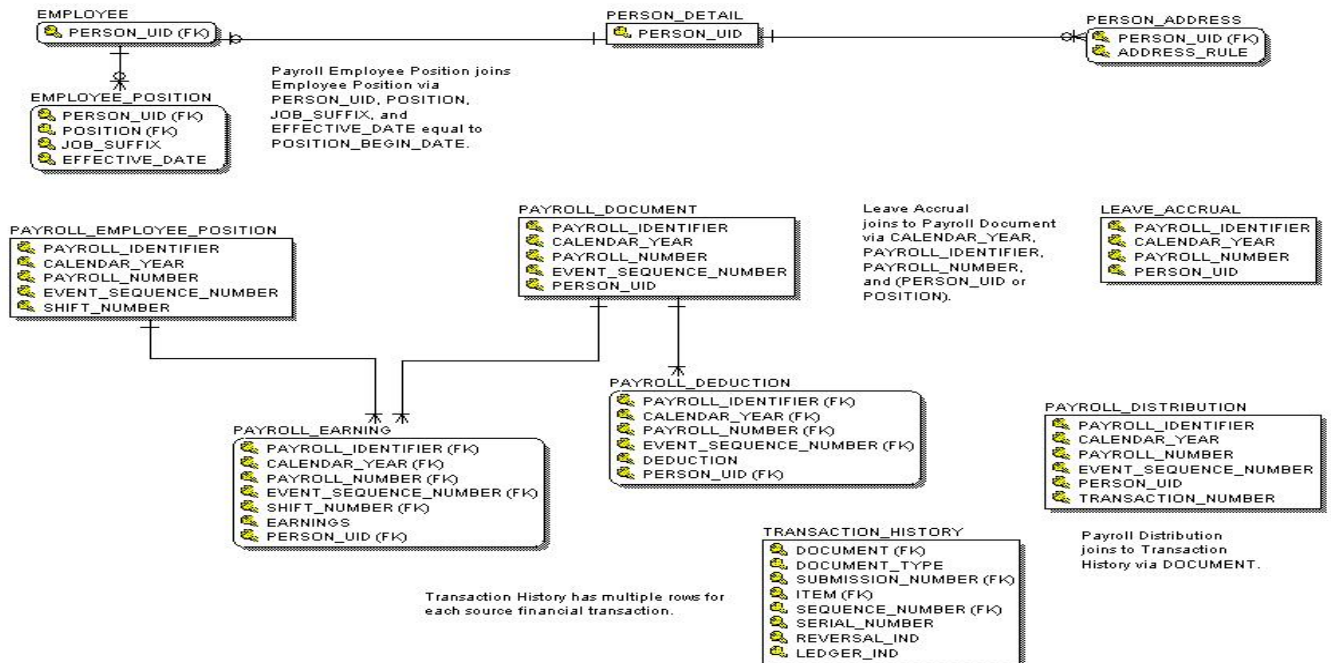 EMPLOYEE
PERSON_UID (FK)
PERSON_DETAIL
PERSON_UID
PERSON_ADDRESS
PERSON_UID (FK)
ADDRESS_RULE
Payroll Employee Position joins
Employee Position via
PERSON_UID, POSITION,
JOB_SUFFIX, and
EFFECTIVE_DATE equal to
POSITION_BEGIN_DATE.
EMPLOYEE_POSITION
PERSON_UID (FK)
POSITION (FK)
JOB_SUFFIX
EFFECTIVE_DATE
PAYROLL_EMPLOYEE_POSITION
PAYROLL_IDENTIFIER
CALENDAR_YEAR
PAYROLL_NUMBER
EVENT_SEQUENCE_NUMBER
SHIFT_NUMBER
PAYROLL_DOCUMENT
PAYROLL_IDENTIFIER
CALENDAR_YEAR
PAYROLL_NUMBER
EVENT_SEQUENCE_NUMBER
PERSON_UID
Leave Accrual
joins to Payroll Document
via CALENDAR_YEAR,
PAYROLL_IDENTIFIER,
PAYROLL_NUMBER,
and (PERSON_UID or
POSITION).
LEAVE_ACCRUAL
PAYROLL_IDENTIFIER
CALENDAR_YEAR
PAYROLL_NUMBER
PERSON_UID
PAYROLL_EARNING
PAYROLL_IDENTIFIER (FK)
CALENDAR_YEAR (FK)
PAYROLL_NUMBER (FK)
EVENT_SEQUENCE_NUMBER (FK)
SHIFT_NUMBER (FK)
EARNINGS
PERSON_UID (FK)
PAYROLL_DEDUCTION
PAYROLL_IDENTIFIER (FK)
CALENDAR_YEAR (FK)
PAYROLL_NUMBER (FK)
EVENT_SEQUENCE_NUMBER (FK)
DEDUCTION
PERSON_UID (FK)
PAYROLL_DISTRIBUTION
PAYROLL_IDENTIFIER
CALENDAR_YEAR
PAYROLL_NUMBER
EVENT_SEQUENCE_NUMBER
PERSON_UID
TRANSACTION_NUMBER
Payroll Distribution
joins to Transaction
History via DOCUMENT.
Transaction History has multiple rows for
each source financial transaction.
TRANSACTION_HISTORY
DOCUMENT (FK)
DOCUMENT_TYPE
SUBMISSION_NUMBER (FK)
ITEM (FK)
SEQUENCE_NUMBER (FK)
SERIAL_NUMBER
REVERSAL_IND
LEDGER_IND